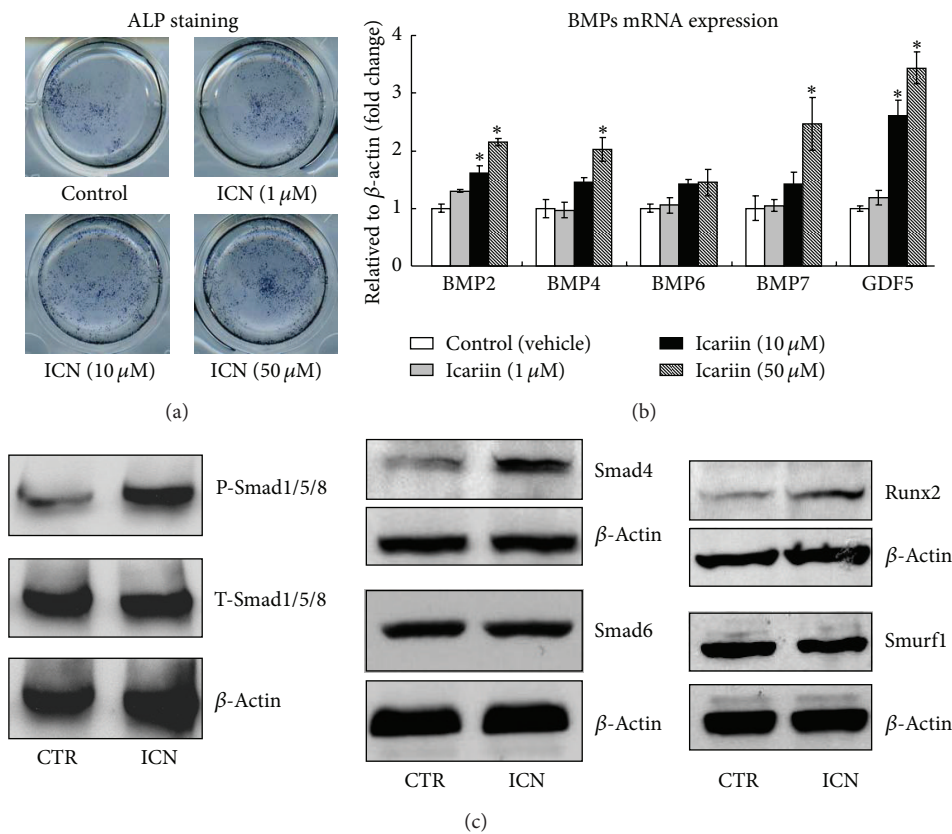 ALP staining
Control
ICN (1 μM)
ICN (10 μM)
ICN (50 μM)
(a)
BMPs mRNA expression
Relatived to β-actin (fold change)
4
3
2
1
0
*
*
*
*
*
*
BMP2
BMP4
BMP6
BMP7
GDF5
Control (vehicle)
Icariin (1 μM)
Icariin (10 μM)
Icariin (50 μM)
(b)
P-Smad1/5/8
T-Smad1/5/8
β-Actin
CTR
ICN
Smad4
β-Actin
Smad6
β-Actin
CTR
ICN
Runx2
β-Actin
Smurf1
β-Actin
CTR
ICN
(c)